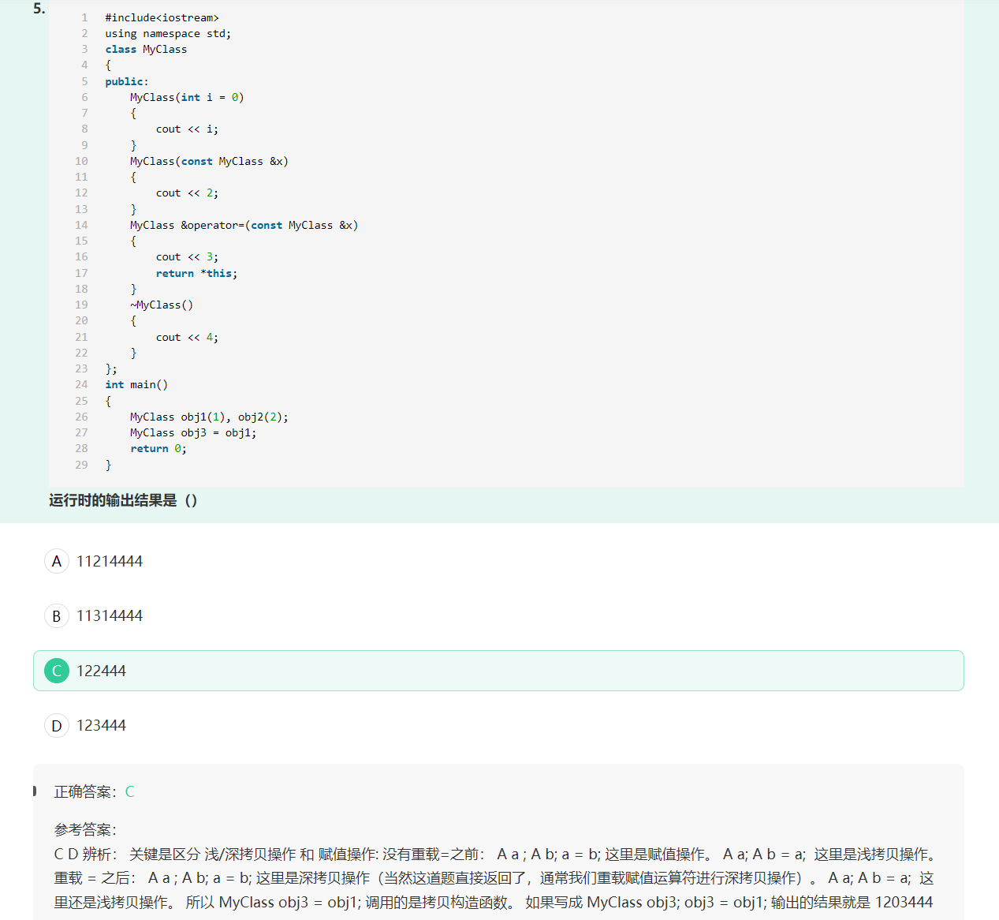 5.
1 #include<iostream>
2 using namespace std;
3 class MyClass
4 {
5 public:
6     MyClass(int i = 0)
7     {
8         cout << i;
9     }
10     MyClass(const MyClass &x)
11     {
12         cout << 2;
13     }
14     MyClass &operator=(const MyClass &x)
15     {
16         cout << 3;
17         return *this;
18     }
19     ~MyClass()
20     {
21         cout << 4;
22     }
23 };
24 int main()
25 {
26     MyClass obj1(1), obj2(2);
27     MyClass obj3 = obj1;
28     return 0;
29 }
运行时的输出结果是（）
A 11214444
B 11314444
C 122444
D 123444
正确答案：C
参考答案：
C D 辨析： 关键是区分 浅/深拷贝操作 和 赋值操作: 没有重载=之前： A a ; A b; a = b; 这里是赋值操作。 A a; A b = a; 这里是浅拷贝操作。
重载 = 之后： A a ; A b; a = b; 这里是深拷贝操作（当然这道题直接返回了，通常我们重载赋值运算符进行深拷贝操作）。 A a; A b = a; 这
里还是浅拷贝操作。 所以 MyClass obj3 = obj1; 调用的是拷贝构造函数。 如果写成 MyClass obj3; obj3 = obj1; 输出的结果就是 1203444